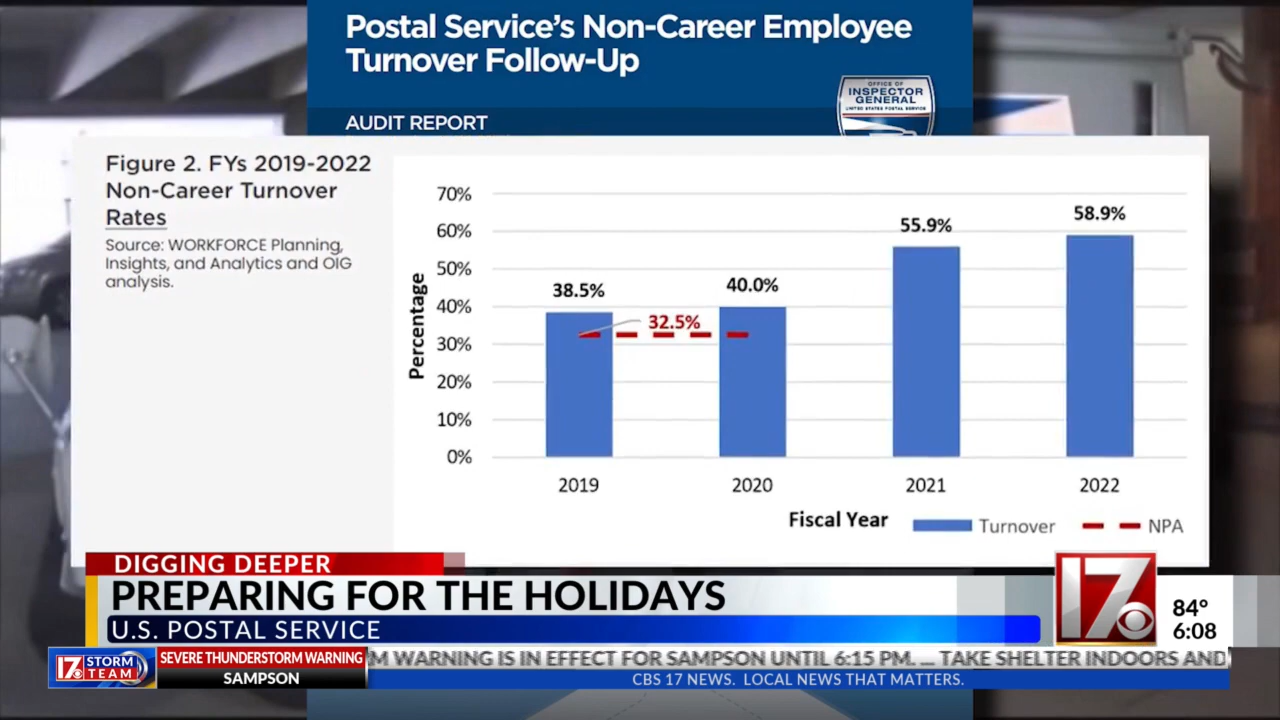 Postal Service's Non-Career Employee
Turnover Follow-Up
OFFICE OF
INSPECTOR
GENERAL
UNITED STATES POSTAL SERVICE
AUDIT REPORT
Figure 2. FYs 2019-2022
Non-Career Turnover
Rates
Source: WORKFORCE Planning,
Insights, and Analytics and OIG
analysis.
Percentage
70%
60%
50%
40%
30%
20%
10%
0%
38.5%
40.0%
55.9%
58.9%
32.5%
2019 2020 2021 2022
Fiscal Year
Turnover NPA
DIGGING DEEPER
PREPARING FOR THE HOLIDAYS
U.S. POSTAL SERVICE
17
84°
6:08
17 STORM
TEAM
SEVERE THUNDERSTORM WARNING
SAMPSON
M WARNING IS IN EFFECT FOR SAMPSON UNTIL 6:15 PM. ... TAKE SHELTER INDOORS AND
CBS 17 NEWS. LOCAL NEWS THAT MATTERS.